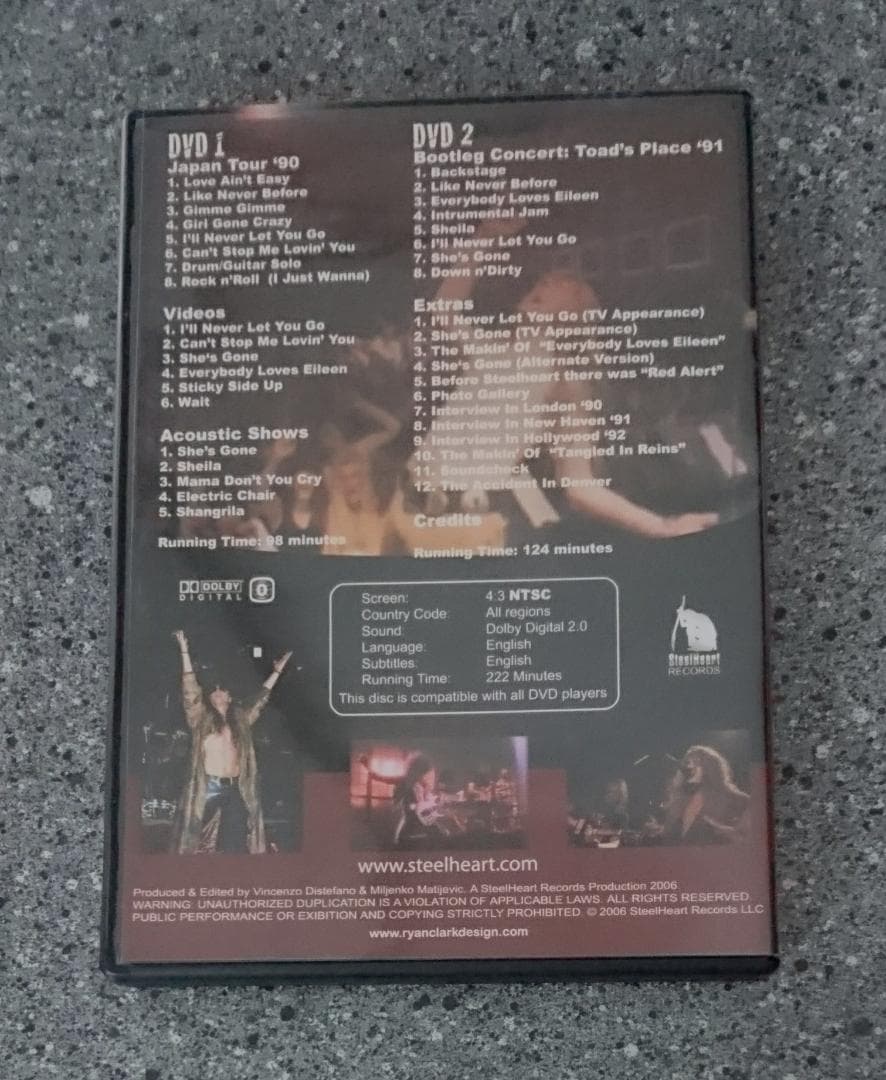 DVD 1
Japan Tour '90
1. Love Ain't Easy
2. Like Never Before
3. Gimme Gimme
4. Girl Gone Crazy
5. I'll Never Let You Go
6. Can't Stop Me Lovin' You
7. Drum/Guitar Solo
8. Rock n'Roll (I Just Wanna)
Videos
1. I'll Never Let You Go
2. Can't Stop Me Lovin' You
3. She's Gone
4. Everybody Loves Eileen
5. Sticky Side Up
6. Wait
Acoustic Shows
1. She's Gone
2. Sheila
3. Mama Don't You Cry
4. Electric Chair
5. Shangrila
Running Time: 98 minutes
DVD 2
Bootleg Concert: Toad's Place '91
1. Backstage
2. Like Never Before
3. Everybody Loves Eileen
4. Intrumental Jam
5. Sheila
6. I'll Never Let You Go
7. She's Gone
8. Down n'Dirty
Extras
1. I'll Never Let You Go (TV Appearance)
2. She's Gone (TV Appearance)
3. The Makin' Of "Everybody Loves Eileen"
4. She's Gone (Alternate Version)
5. Before Steelheart there was "Red Alert"
6. Photo Gallery
7. Interview In London '90
8. Interview In New Haven '91
9. Interview In Hollywood '92
10. The Makin' Of "Tangled In Reins"
11. Soundcheck
12. The Accident In Denver
Credits
Running Time: 124 minutes
DOLBY
DIGITAL
0
Screen: 4:3 NTSC
Country Code: All regions
Sound: Dolby Digital 2.0
Language: English
Subtitles: English
Running Time: 222 Minutes
This disc is compatible with all DVD players
SteelHeart
RECORDS
www.steelheart.com
Produced & Edited by Vincenzo Distefano & Miljenko Matijevic. A SteelHeart Records Production 2006
WARNING: UNAUTHORIZED DUPLICATION IS A VIOLATION OF APPLICABLE LAWS. ALL RIGHTS RESERVED.
PUBLIC PERFORMANCE OR EXIBITION AND COPYING STRICTLY PROHIBITED. © 2006 SteelHeart Records LLC
www.ryanclarkdesign.com